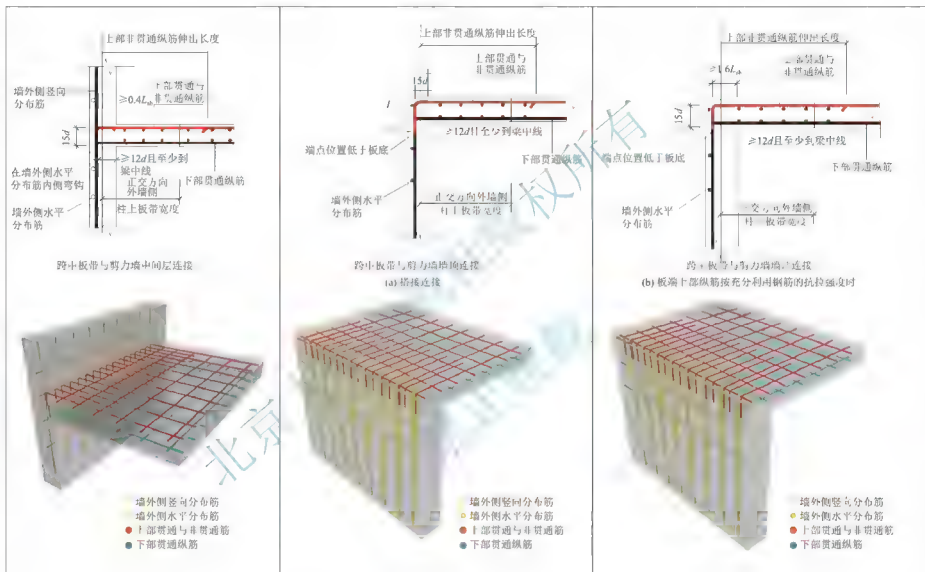 上部非贯通纵筋伸出长度
墙外侧竖向
分布筋
≥0.4L
上部贯通与
非贯通纵筋
15d
≥12d且至少到
梁中线
在墙外侧水平
分布筋内侧弯钩
正交方向
外墙侧
下部贯通纵筋
墙外侧水平
分布筋
柱上板带宽度
跨中板带与剪力墙中间层连接
墙外侧竖向分布筋
墙外侧水平分布筋
上部贯通与非贯通筋
下部贯通纵筋
上部非贯通纵筋伸出长度
上部贯通与
非贯通纵筋
15d
≥12d且至少到梁中线
端点位置低于板底
下部贯通纵筋
墙外侧水平
分布筋
正交方向外墙侧
柱上板带宽度
跨中板带与剪力墙墙顶连接
(a) 搭接连接
墙外侧竖向分布筋
墙外侧水平分布筋
上部贯通与非贯通筋
下部贯通纵筋
上部非贯通纵筋伸出长度
上部贯通与
非贯通纵筋
15d
≥12d且至少到梁中线
端点位置低于板底
下部贯通纵筋
墙外侧水平
分布筋
交方向外墙侧
板带宽度
板带与剪力墙墙顶连接
(b) 板端上部纵筋按充分利用钢筋的抗拉强度时
墙外侧竖向分布筋
墙外侧水平分布筋
上部贯通与非贯通筋
下部贯通纵筋
北京
权所有